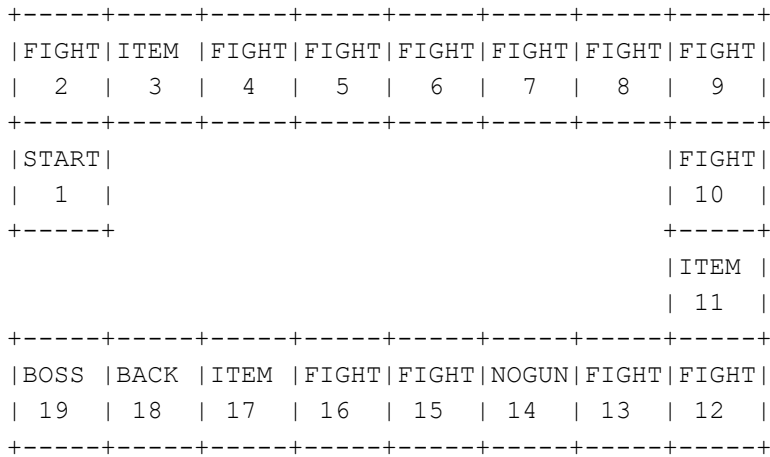 +-----+-----+-----+-----+-----+-----+-----+-----+
|FIGHT|ITEM |FIGHT|FIGHT|FIGHT|FIGHT|FIGHT|FIGHT|
|  2  |  3  |  4  |  5  |  6  |  7  |  8  |  9  |
+-----+-----+-----+-----+-----+-----+-----+-----+
|START|                                   |FIGHT|
|  1  |                                   | 10  |
+-----+                                   +-----+
                                          |ITEM |
                                          | 11  |
+-----+-----+-----+-----+-----+-----+-----+-----+
|BOSS |BACK |ITEM |FIGHT|FIGHT|NOGUN|FIGHT|FIGHT|
| 19  | 18  | 17  | 16  | 15  | 14  | 13  | 12  |
+-----+-----+-----+-----+-----+-----+-----+-----+